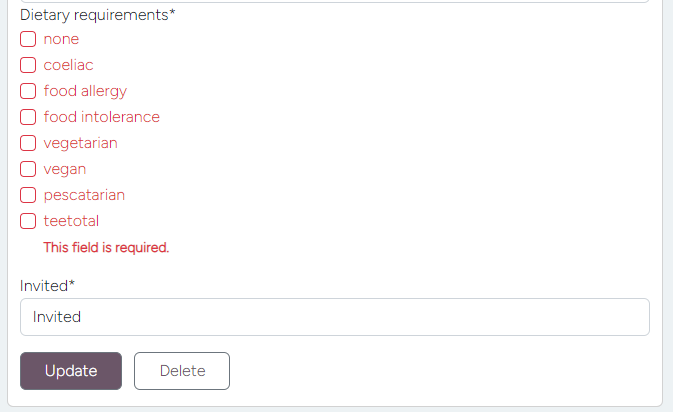 Dietary requirements*
none
coeliac
food allergy
food intolerance
vegetarian
vegan
pescatarian
teetotal
This field is required.
Invited*
Invited
Update Delete